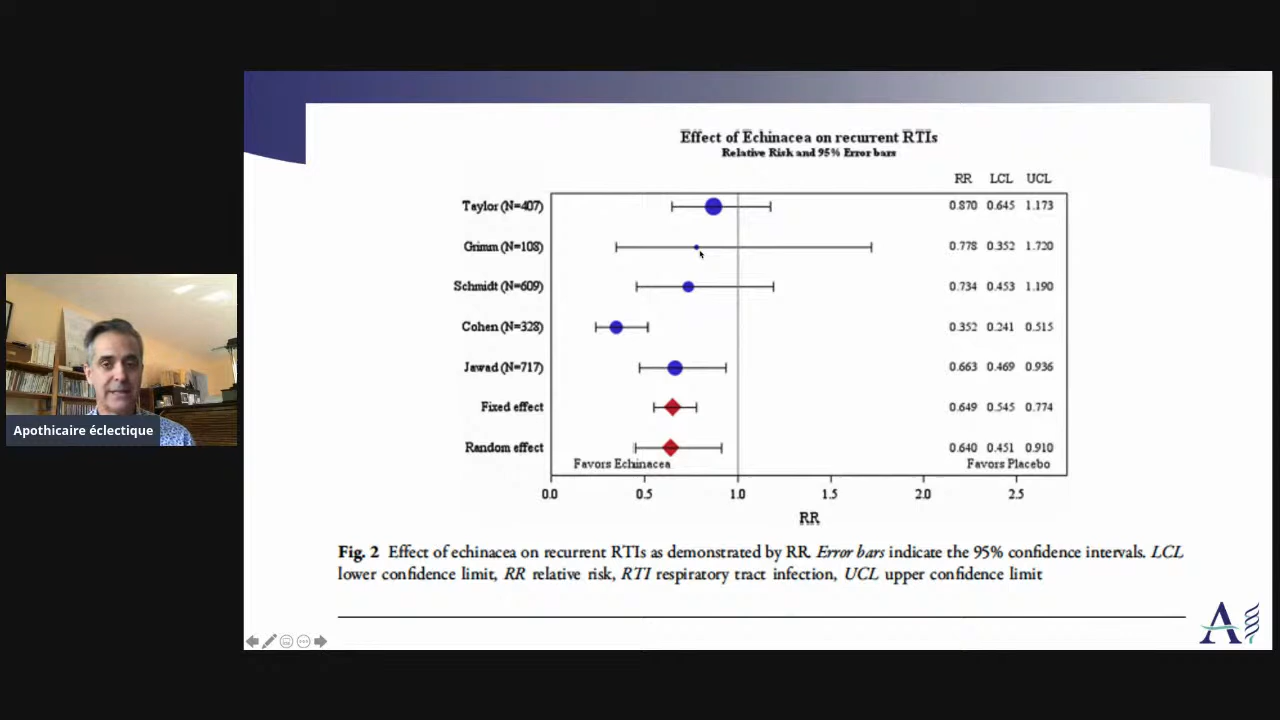 Effect of Echinacea on recurrent RTIs
Relative Risk and 95% Error bars
RR LCL UCL
Taylor (N=407) 0.870 0.645 1.173
Grimm (N=108) 0.778 0.352 1.720
Schmidt (N=609) 0.734 0.453 1.190
Cohen (N=328) 0.352 0.241 0.515
Jawad (N=717) 0.663 0.469 0.936
Fixed effect 0.649 0.545 0.774
Random effect 0.640 0.451 0.910
Favors Echinacea Favors Placebo
0.0 0.5 1.0 1.5 2.0 2.5
RR
Fig. 2 Effect of echinacea on recurrent RTIs as demonstrated by RR. Error bars indicate the 95% confidence intervals. LCL
lower confidence limit, RR relative risk, RTI respiratory tract infection, UCL upper confidence limit
Apothicaire éclectique
A